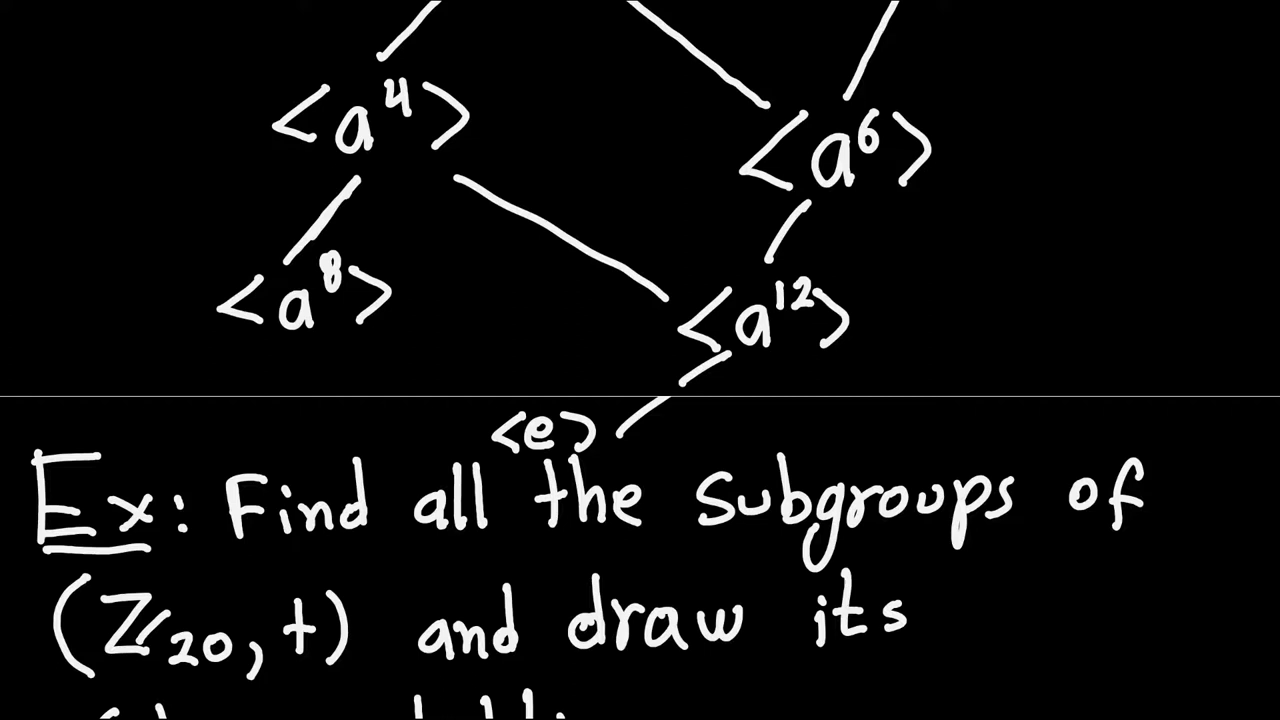 <a⁴>
<a⁶>
<a⁸>
<a¹²>
<e>
Ex: Find all the subgroups of
(ℤ₂₀, +) and draw its